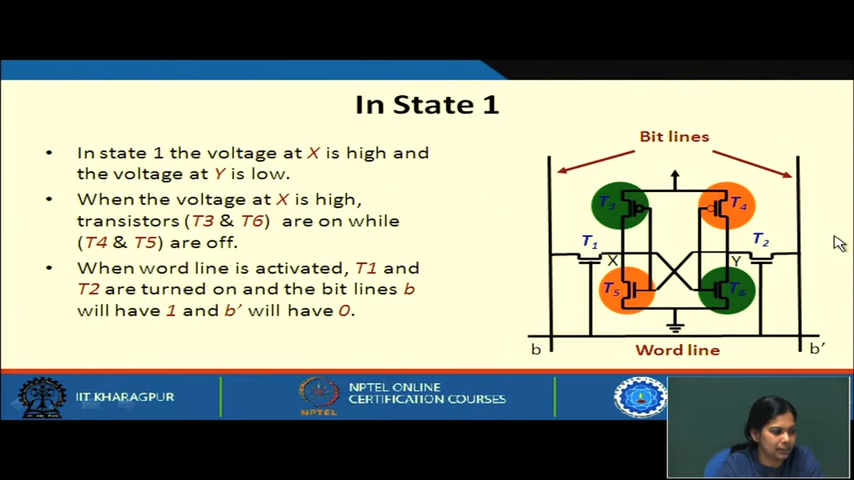 In State 1
• In state 1 the voltage at X is high and
the voltage at Y is low.
• When the voltage at X is high,
transistors (T3 & T6) are on while
(T4 & T5) are off.
• When word line is activated, T1 and
T2 are turned on and the bit lines b
will have 1 and b’ will have 0.
Bit lines
T3
T4
T1
T2
X
Y
T5
T6
b
Word line
b’
IIT KHARAGPUR
NPTEL
NPTEL ONLINE
CERTIFICATION COURSES